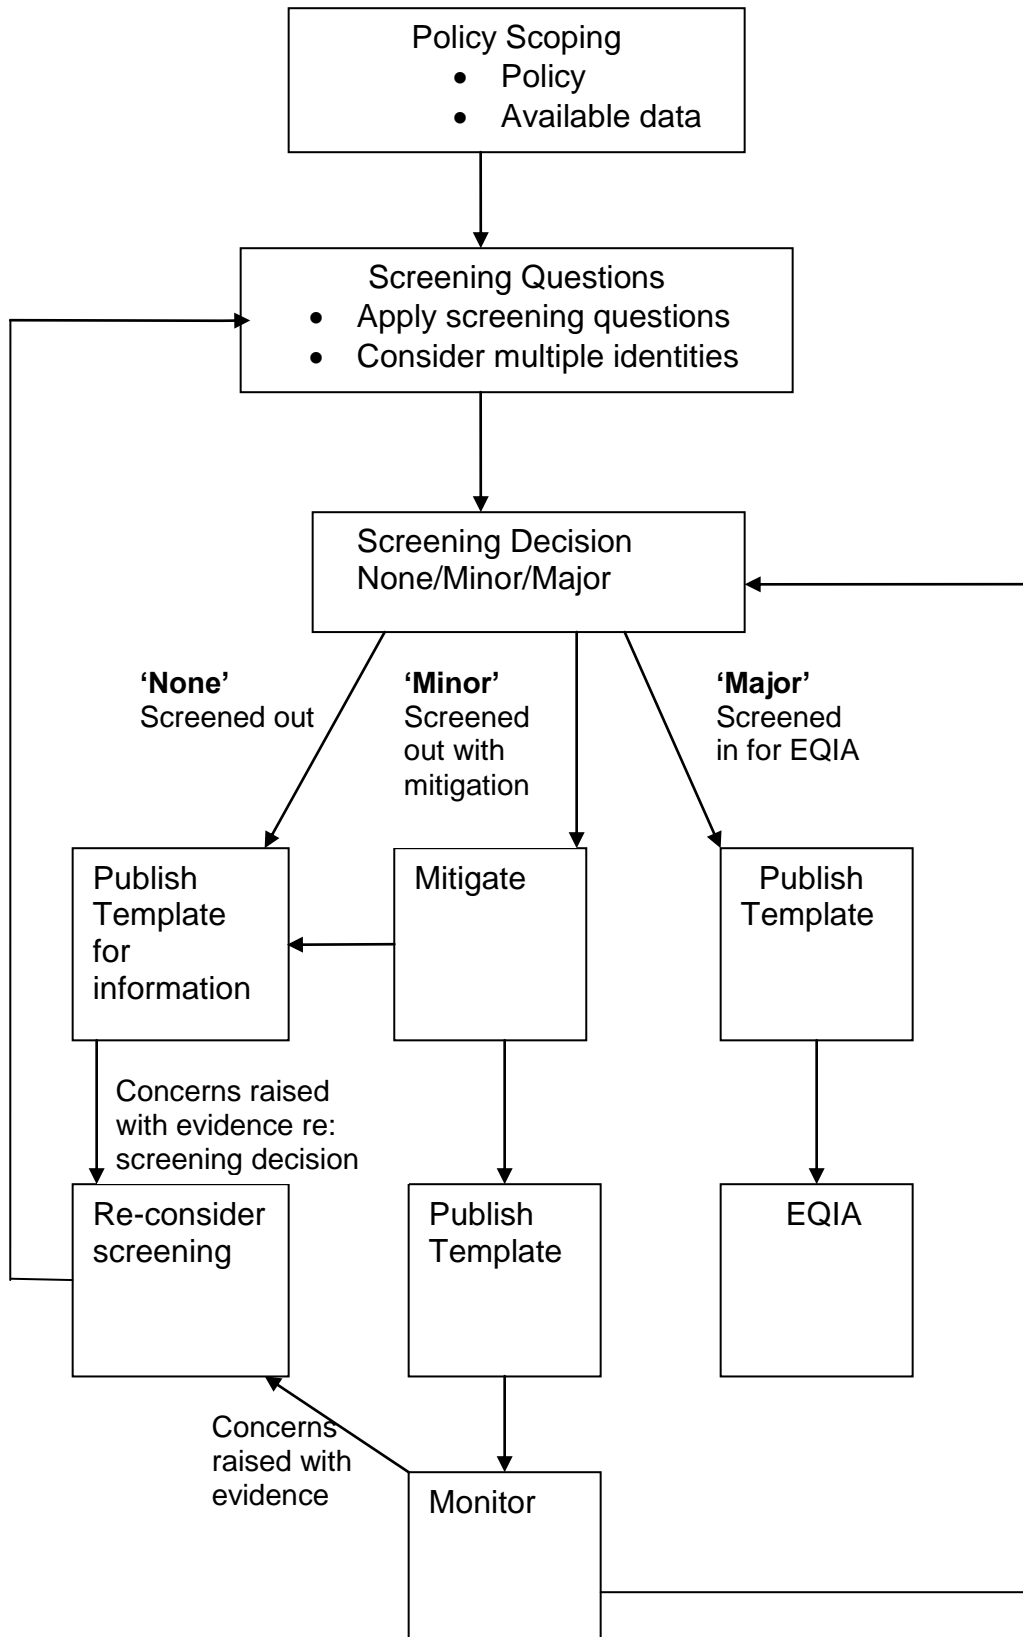 Policy Scoping
• Policy
• Available data
Screening Questions
• Apply screening questions
• Consider multiple identities
Screening Decision
None/Minor/Major
‘None’
Screened out
‘Minor’
Screened
out with
mitigation
‘Major’
Screened
in for EQIA
Publish
Template
for
information
Mitigate
Publish
Template
Concerns raised
with evidence re:
screening decision
Re-consider
screening
Publish
Template
EQIA
Concerns
raised with
evidence
Monitor